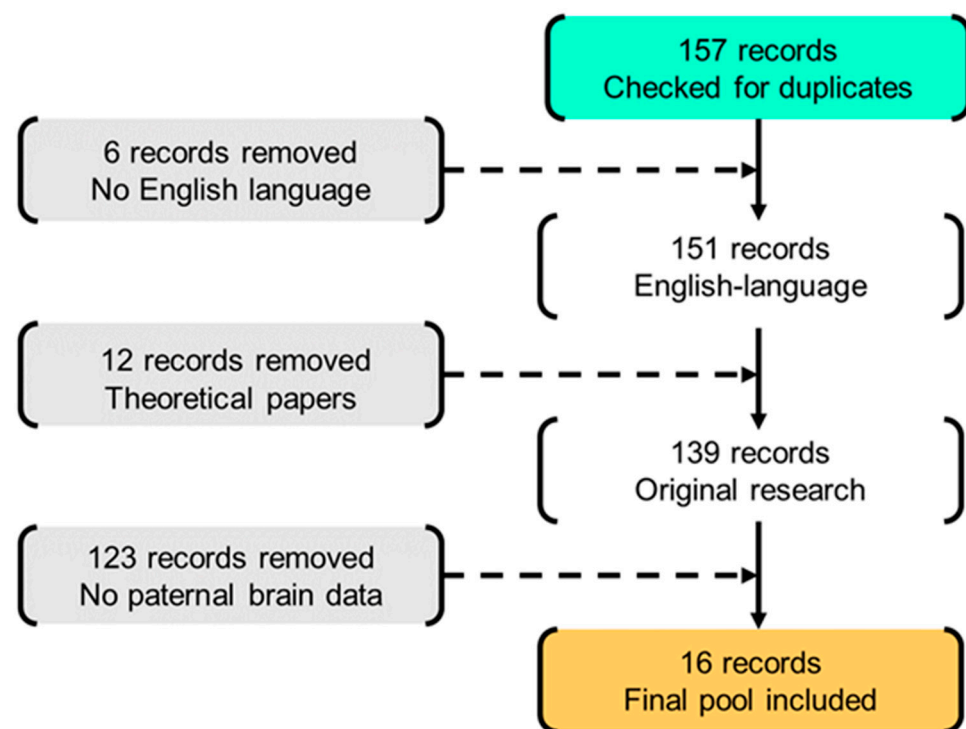 157 records
Checked for duplicates
6 records removed
No English language
151 records
English-language
12 records removed
Theoretical papers
139 records
Original research
123 records removed
No paternal brain data
16 records
Final pool included